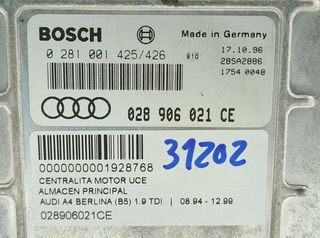 BOSCH
Made in Germany
0 281 001 425/426 810
17.10.96
28SA2886
1754 0048
028 906 021 CE
0000000001928768
31202
CENTRALITA MOTOR UCE
ALMACEN PRINCIPAL
AUDI A4 BERLINA (B5) 1.9 TDI | 08.94 - 12.99
028906021CE